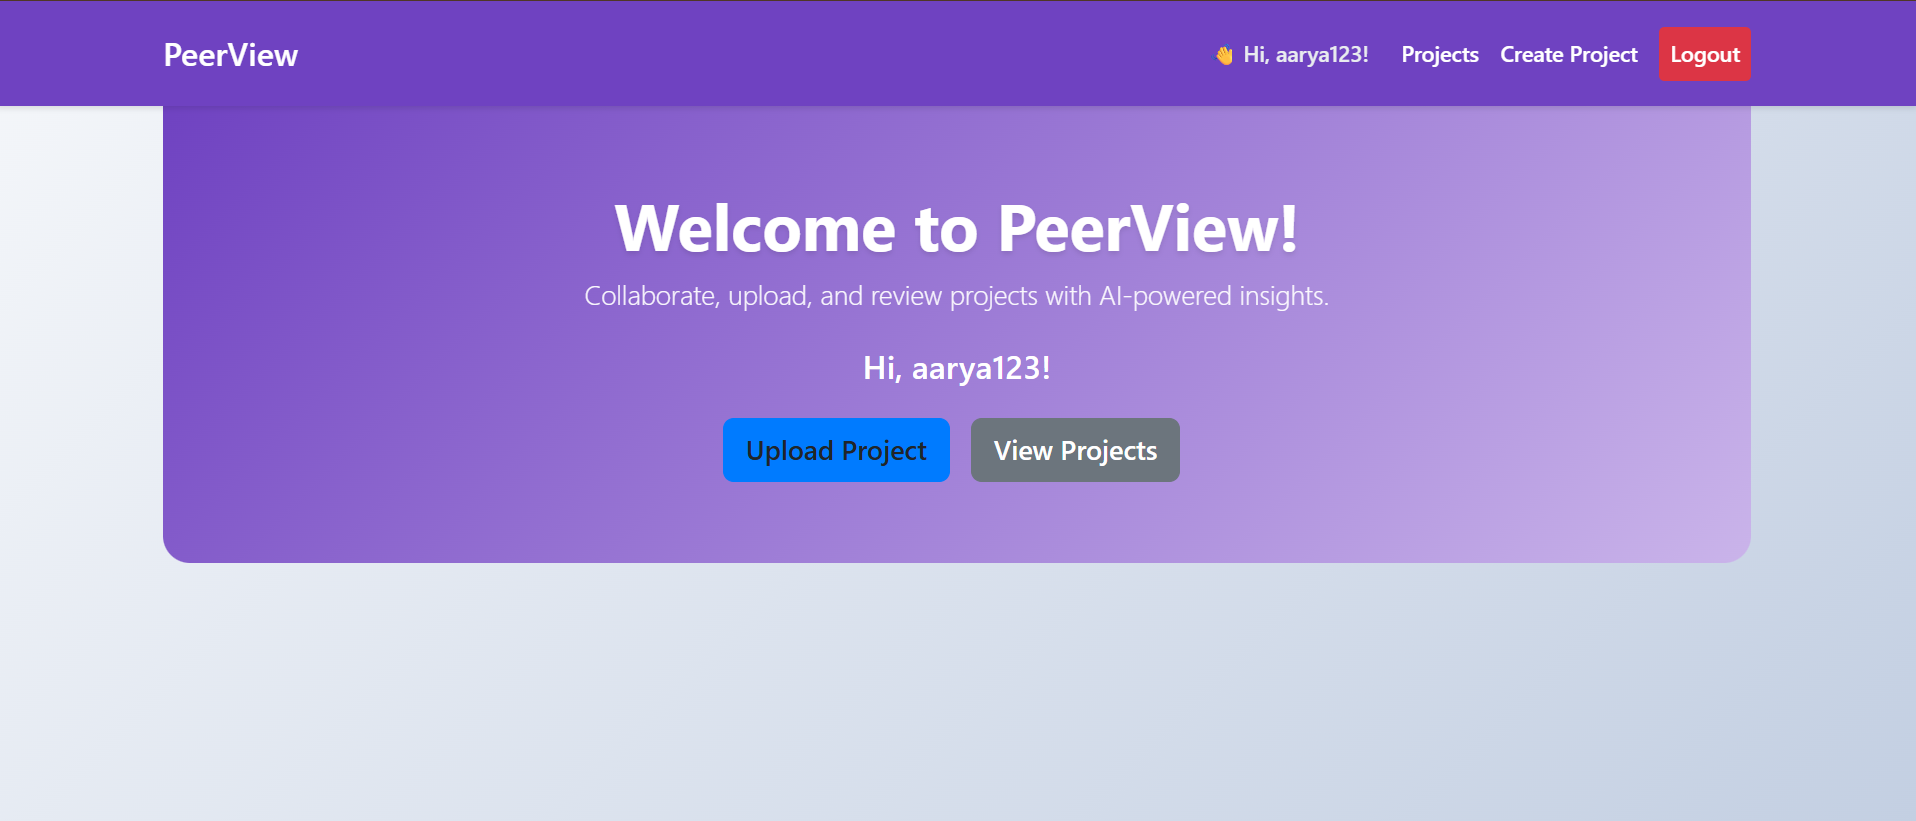 PeerView
👋 Hi, aarya123! Projects Create Project Logout
Welcome to PeerView!
Collaborate, upload, and review projects with AI-powered insights.
Hi, aarya123!
Upload Project View Projects